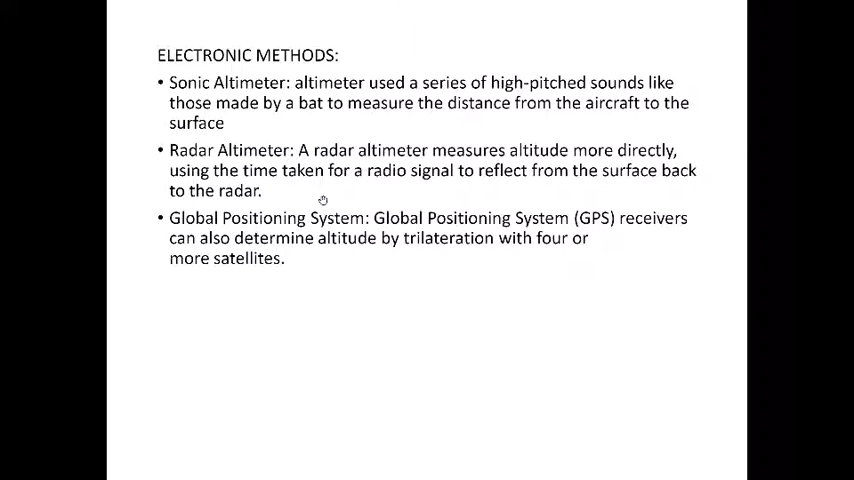 ELECTRONIC METHODS:
• Sonic Altimeter: altimeter used a series of high-pitched sounds like
those made by a bat to measure the distance from the aircraft to the
surface
• Radar Altimeter: A radar altimeter measures altitude more directly,
using the time taken for a radio signal to reflect from the surface back
to the radar.
• Global Positioning System: Global Positioning System (GPS) receivers
can also determine altitude by trilateration with four or
more satellites.